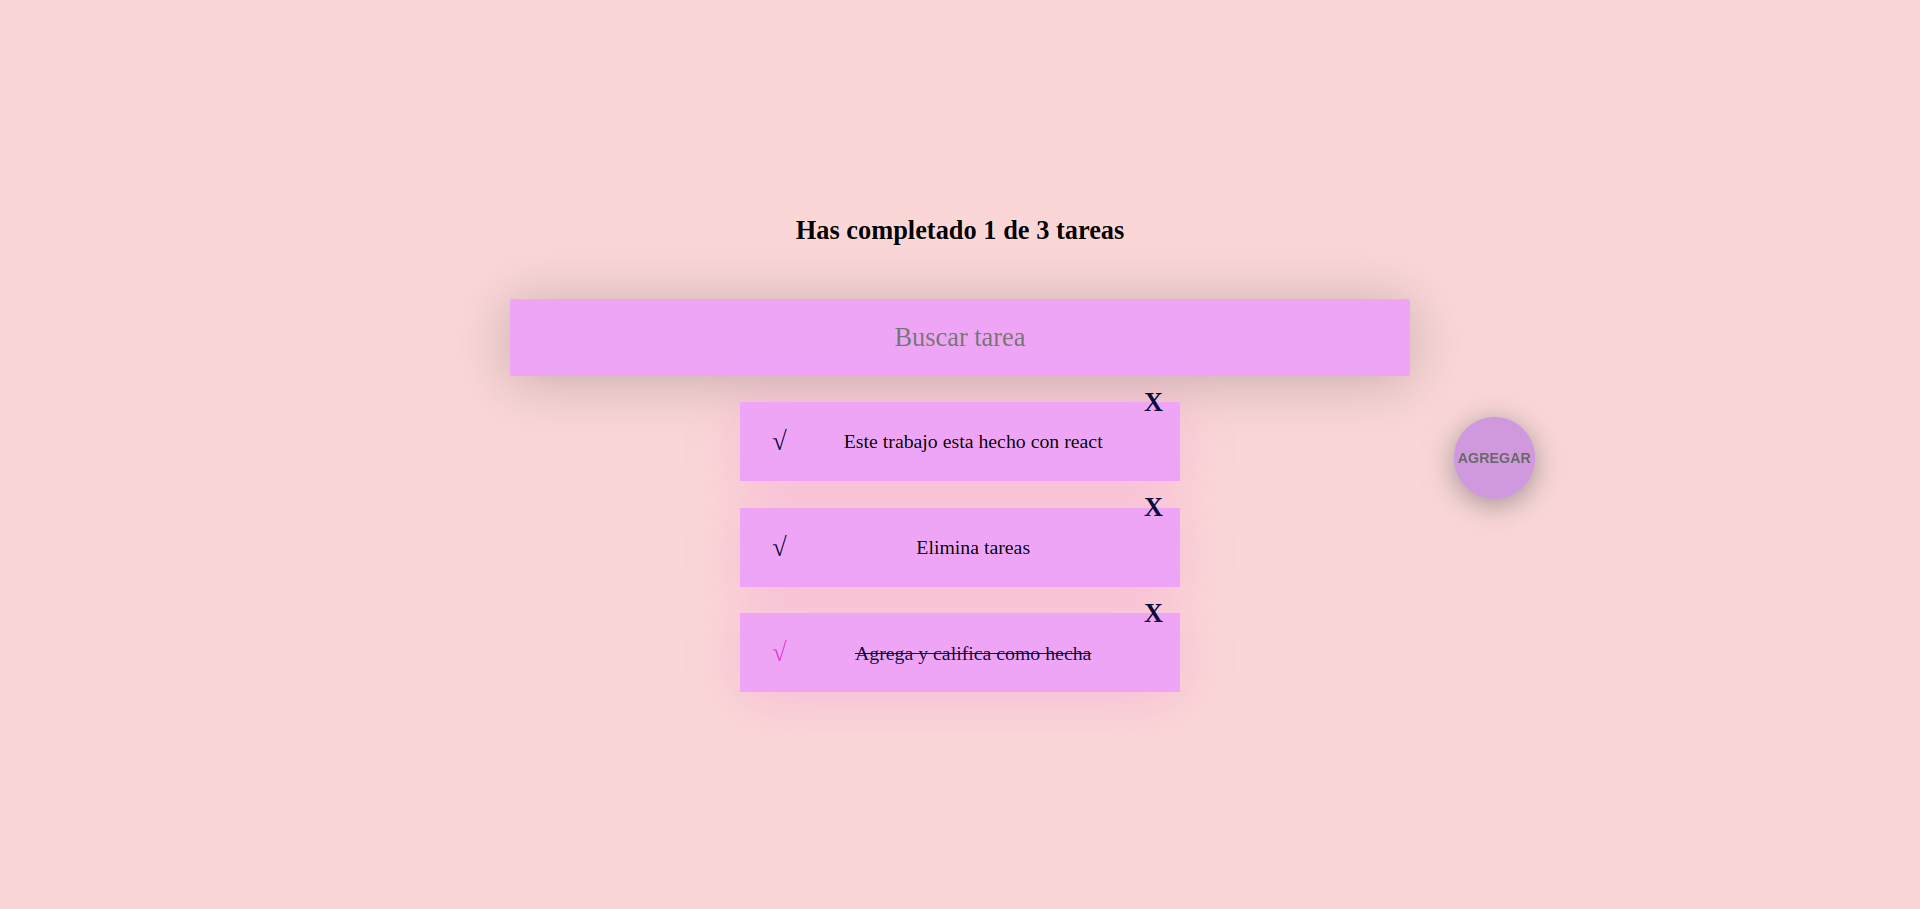 Has completado 1 de 3 tareas
Buscar tarea
X
√ Este trabajo esta hecho con react
AGREGAR
X
√ Elimina tareas
X
√ Agrega y califica como hecha